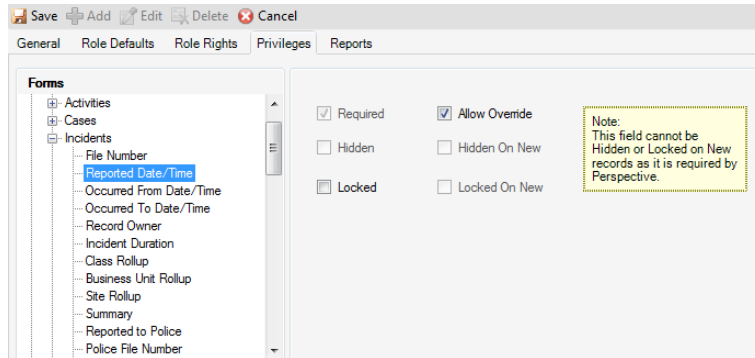 Save Add Edit Delete Cancel
General Role Defaults Role Rights Privileges Reports
Forms
Activities
Cases
Incidents
File Number
Reported Date/Time
Occurred From Date/Time
Occurred To Date/Time
Record Owner
Incident Duration
Class Rollup
Business Unit Rollup
Site Rollup
Summary
Reported to Police
Police File Number
Required Allow Override
Hidden Hidden On New
Locked Locked On New
Note:
This field cannot be
Hidden or Locked on New
records as it is required by
Perspective.